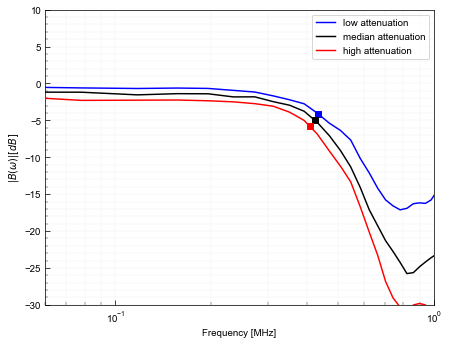 10
5
0
−5
−10
−15
−20
−25
−30
|B(ω)|[dB]
low attenuation
median attenuation
high attenuation
10⁻¹
10⁰
Frequency [MHz]